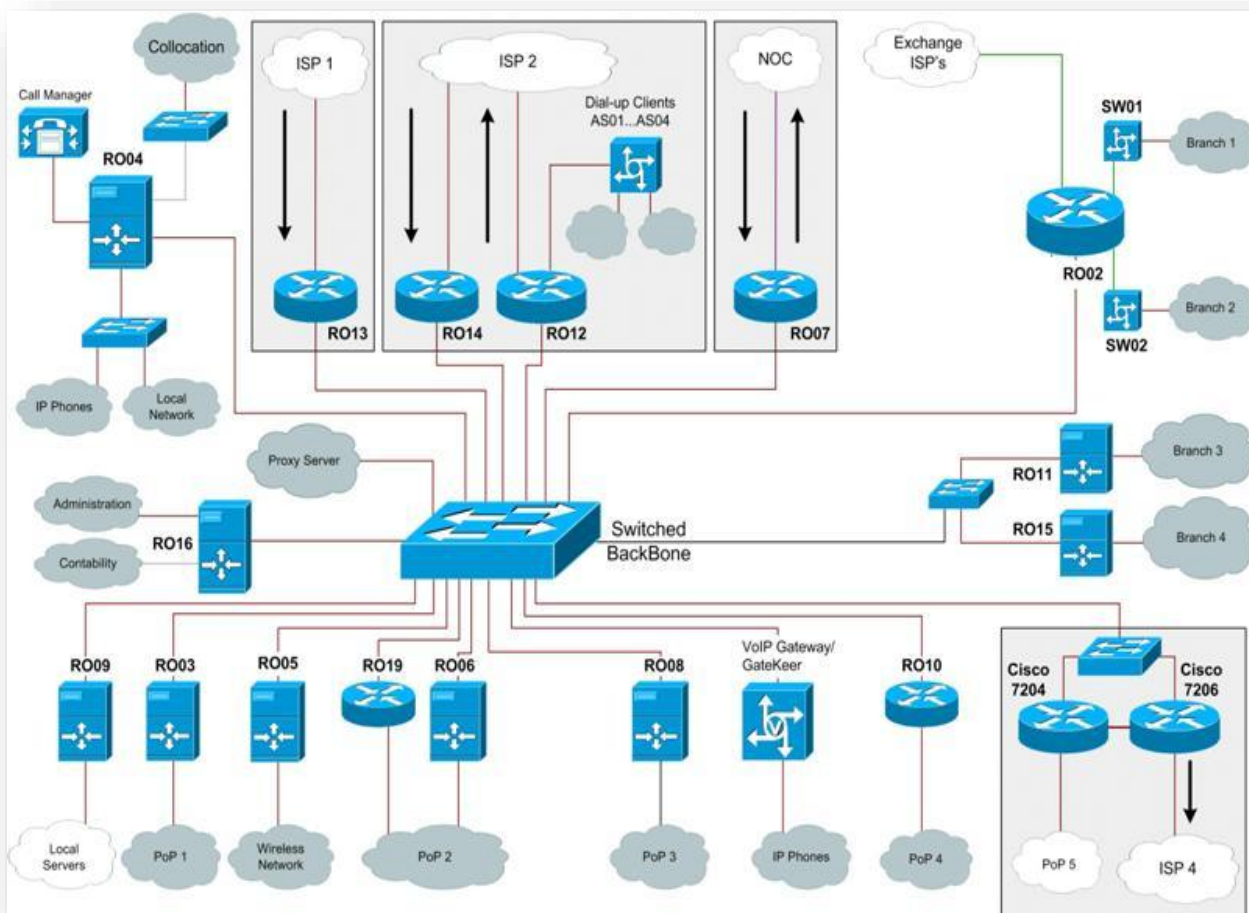 Collocation
Call Manager
RO04
IP Phones
Local
Network
ISP 1
RO13
ISP 2
Dial-up Clients
AS01...AS04
RO14
RO12
NOC
RO07
Exchange
ISP's
SW01
Branch 1
RO02
Branch 2
SW02
Proxy Server
Administration
RO16
Contability
Switched
BackBone
RO11
Branch 3
RO15
Branch 4
RO09
RO03
RO05
RO19
RO06
RO08
VoIP Gateway/
GateKeer
RO10
Cisco
7204
Cisco
7206
V
Local
Servers
PoP 1
Wireless
Network
PoP 2
PoP 3
IP Phones
PoP 4
PoP 5
ISP 4